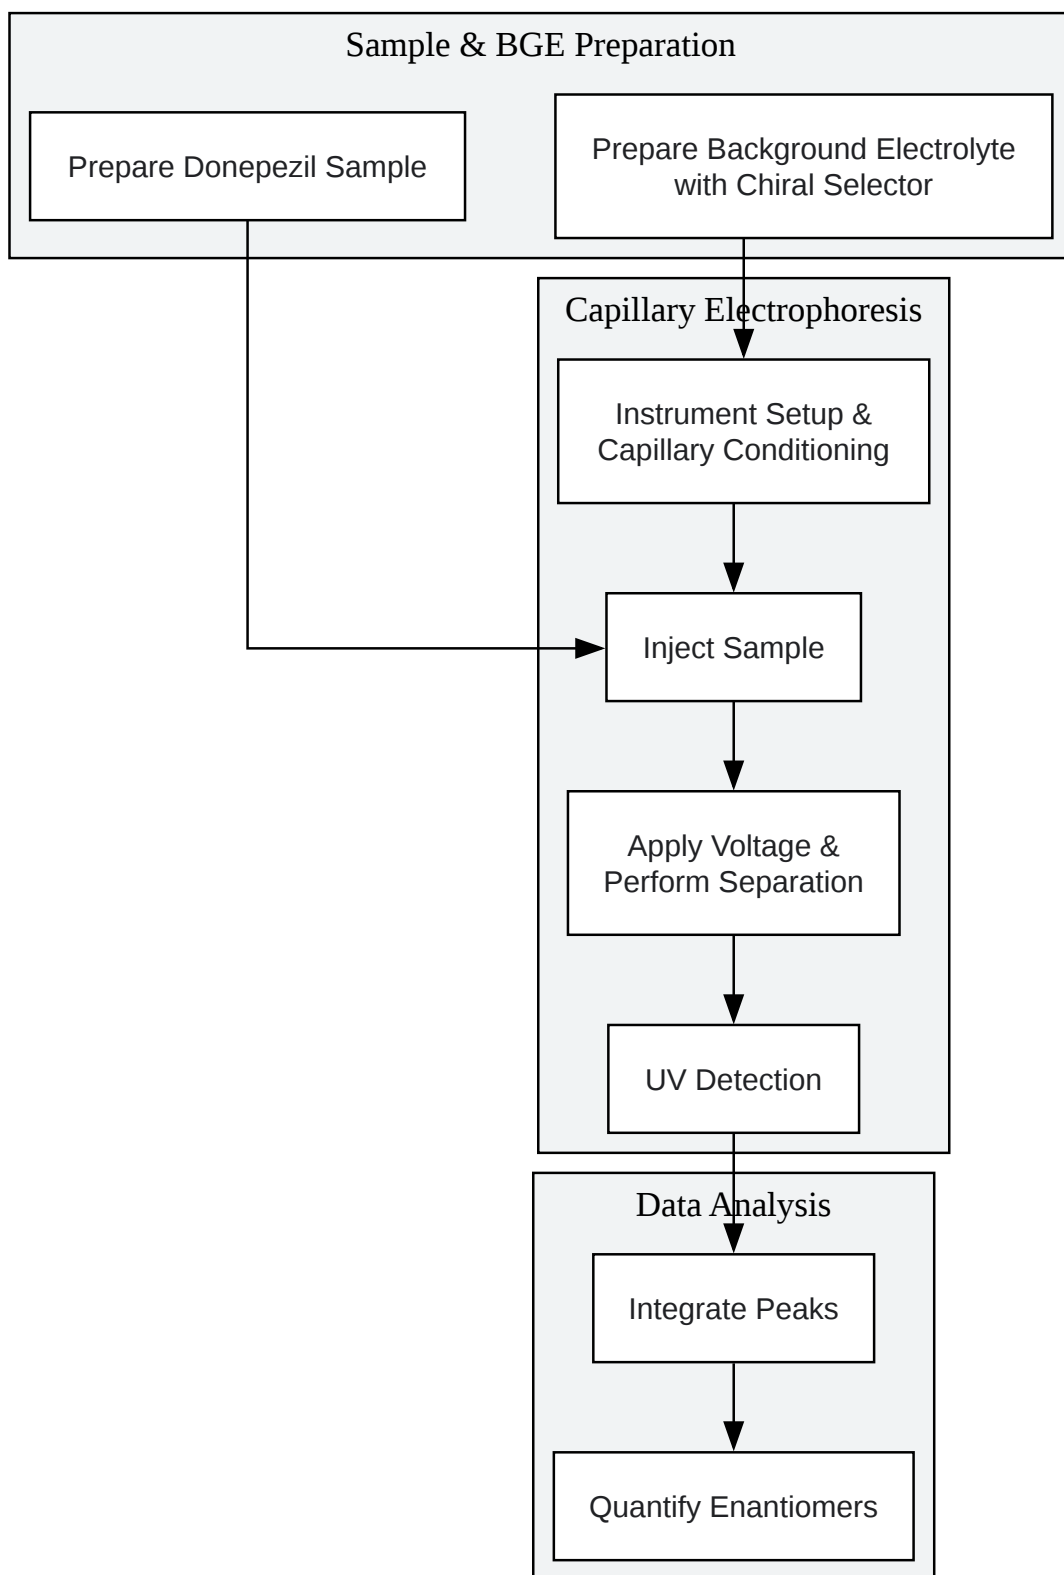 Sample & BGE Preparation
Prepare Donepezil Sample
Prepare Background Electrolyte
with Chiral Selector
Capillary Electrophoresis
Instrument Setup &
Capillary Conditioning
Inject Sample
Apply Voltage &
Perform Separation
UV Detection
Data Analysis
Integrate Peaks
Quantify Enantiomers